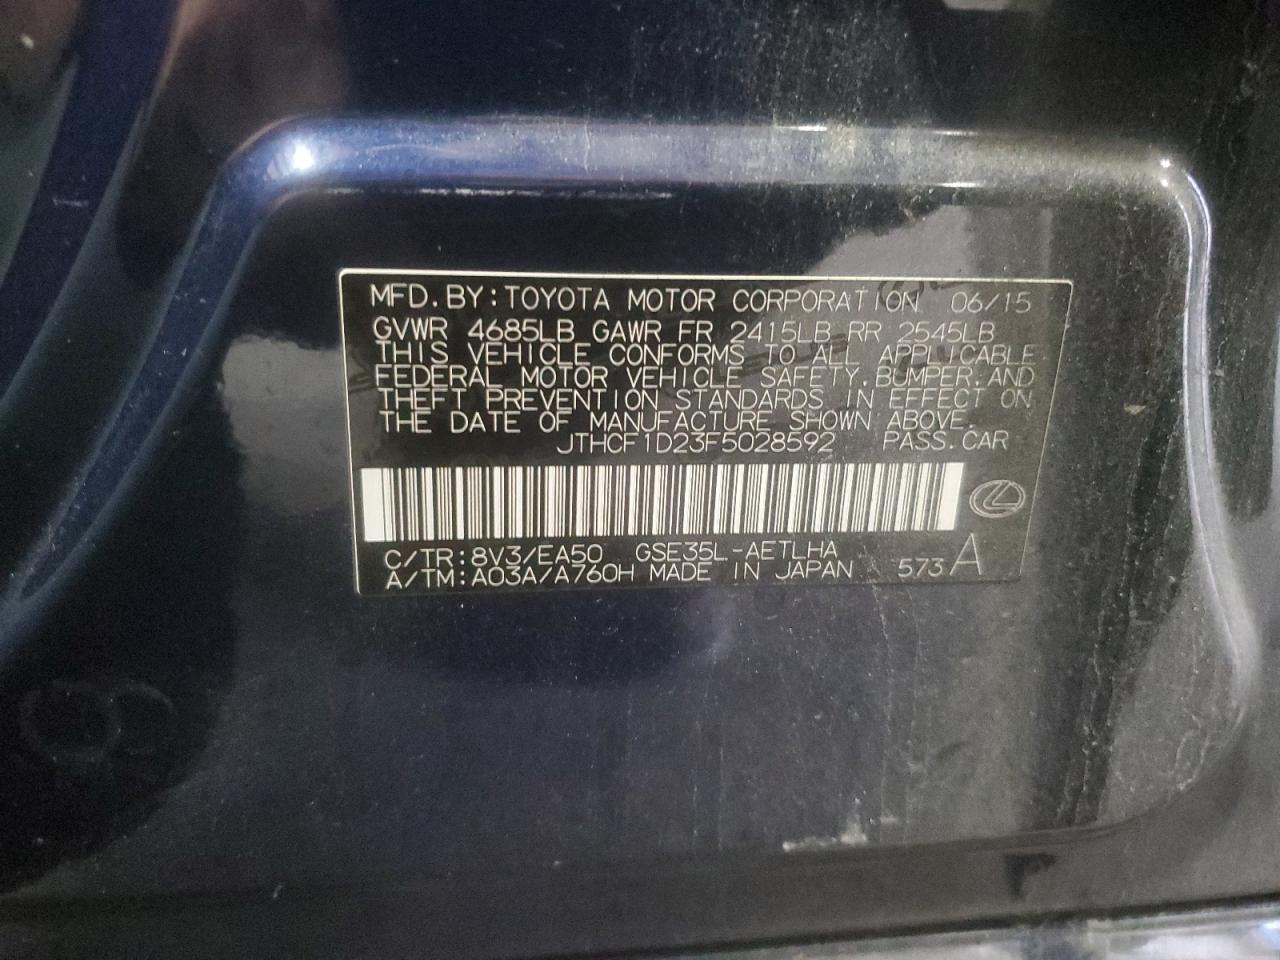 MFD. BY: TOYOTA MOTOR CORPORATION 06/15
GVWR 4685LB GAWR FR 2415LB RR 2545LB
THIS VEHICLE CONFORMS TO ALL APPLICABLE
FEDERAL MOTOR VEHICLE SAFETY, BUMPER, AND
THEFT PREVENTION STANDARDS IN EFFECT ON
THE DATE OF MANUFACTURE SHOWN ABOVE.
JTHCF1D23F5028592 PASS. CAR
C/TR: 8V3/EA50 GSE35L-AETLHA
A/TM: A03A/A760H MADE IN JAPAN 573 A